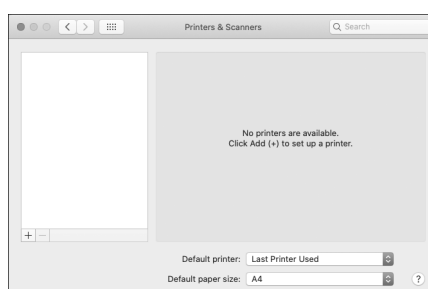 Printers & Scanners
Search
No printers are available.
Click Add (+) to set up a printer.
+ −
Default printer: Last Printer Used
Default paper size: A4
?